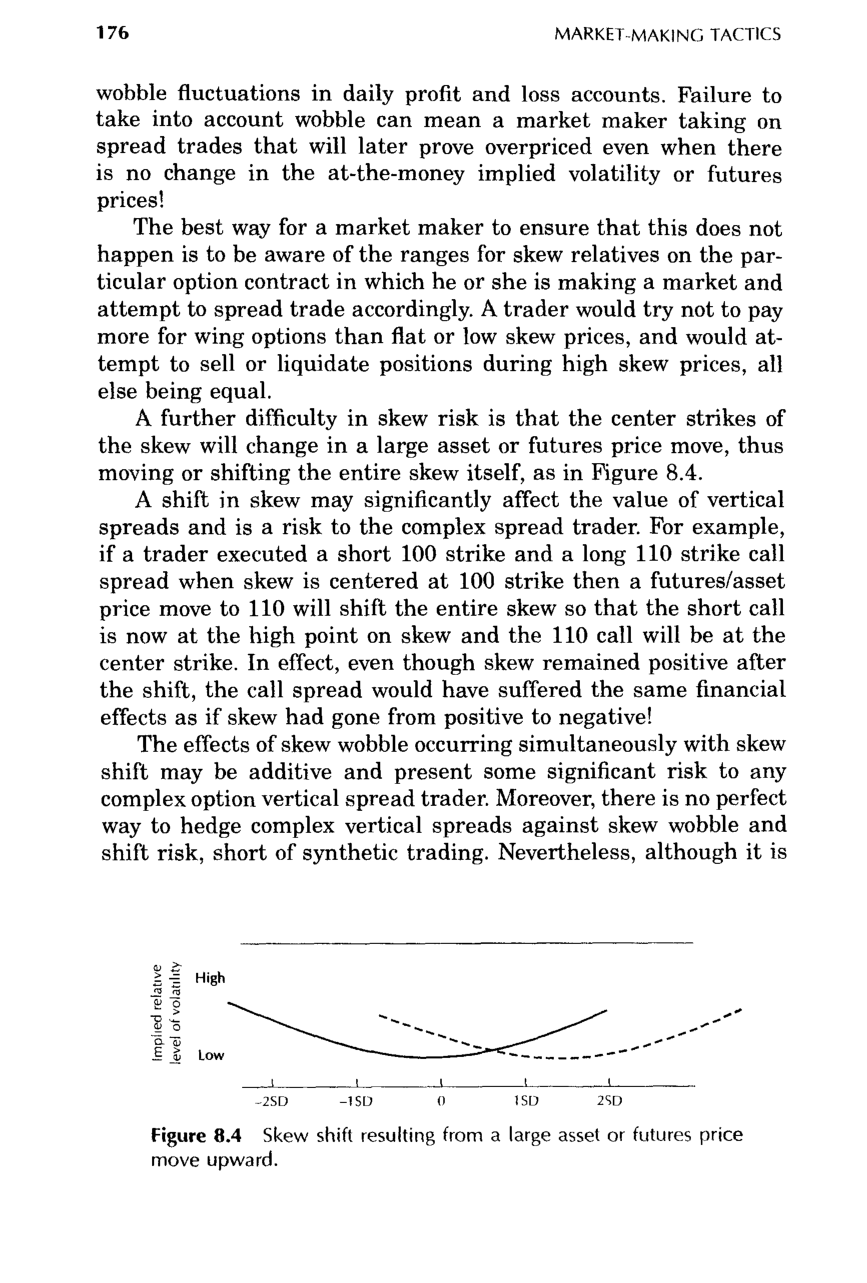 176 MARKET-MAKING TACTICS
wobble fluctuations in daily profit and loss accounts. Failure to
take into account wobble can mean a market maker taking on
spread trades that will later prove overpriced even when there
is no change in the at-the-money implied volatility or futures
prices!
The best way for a market maker to ensure that this does not
happen is to be aware of the ranges for skew relatives on the par-
ticular option contract in which he or she is making a market and
attempt to spread trade accordingly. A trader would try not to pay
more for wing options than flat or low skew prices, and would at-
tempt to sell or liquidate positions during high skew prices, all
else being equal.
A further difficulty in skew risk is that the center strikes of
the skew will change in a large asset or futures price move, thus
moving or shifting the entire skew itself, as in Figure 8.4.
A shift in skew may significantly affect the value of vertical
spreads and is a risk to the complex spread trader. For example,
if a trader executed a short 100 strike and a long 110 strike call
spread when skew is centered at 100 strike then a futures/asset
price move to 110 will shift the entire skew so that the short call
is now at the high point on skew and the 110 call will be at the
center strike. In effect, even though skew remained positive after
the shift, the call spread would have suffered the same financial
effects as if skew had gone from positive to negative!
The effects of skew wobble occurring simultaneously with skew
shift may be additive and present some significant risk to any
complex option vertical spread trader. Moreover, there is no perfect
way to hedge complex vertical spreads against skew wobble and
shift risk, short of synthetic trading. Nevertheless, although it is
Implied relative
level of volatility
High
Low
-2SD -1SD 0 1SD 2SD
Figure 8.4 Skew shift resulting from a large asset or futures price
move upward.